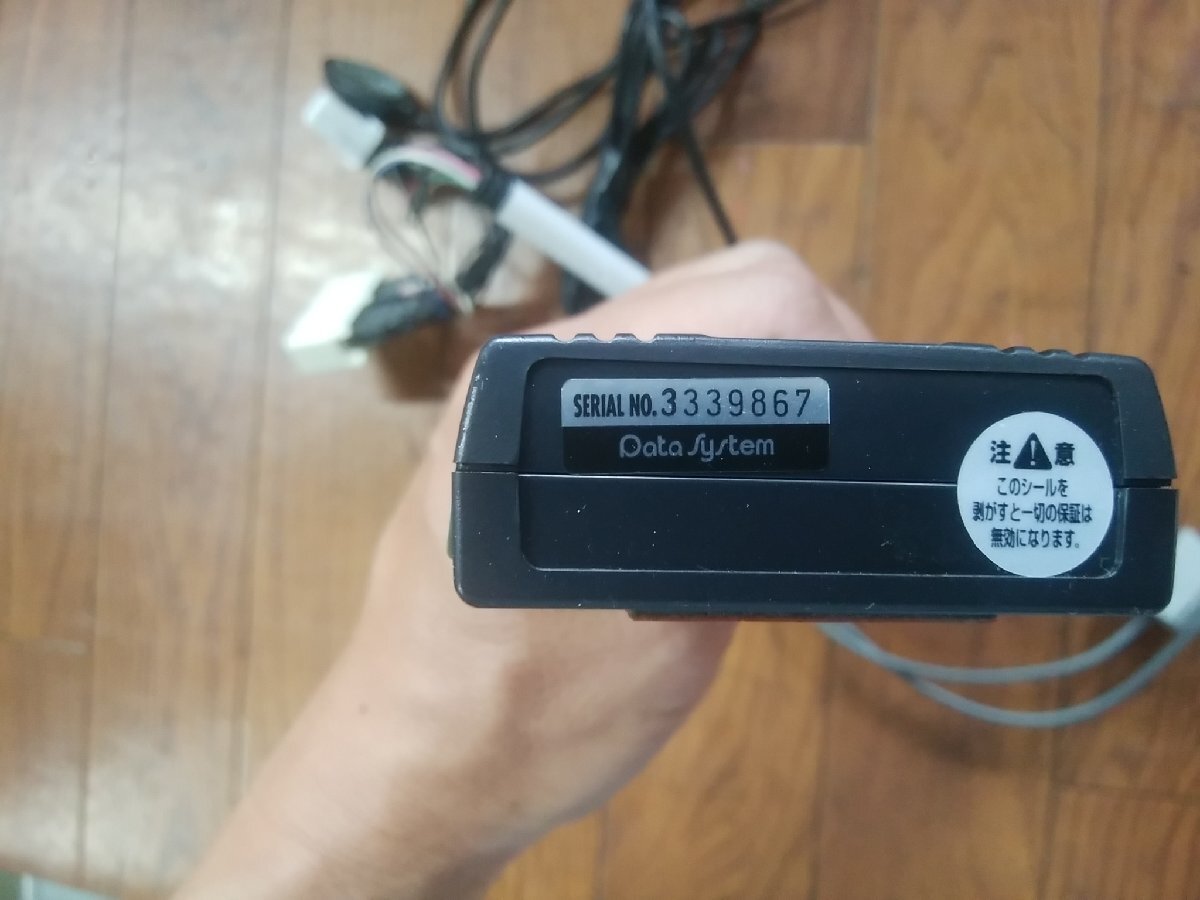 SERIAL NO. 3339867
Data System
注意
このシールを
剥がすと一切の保証は
無効になります。